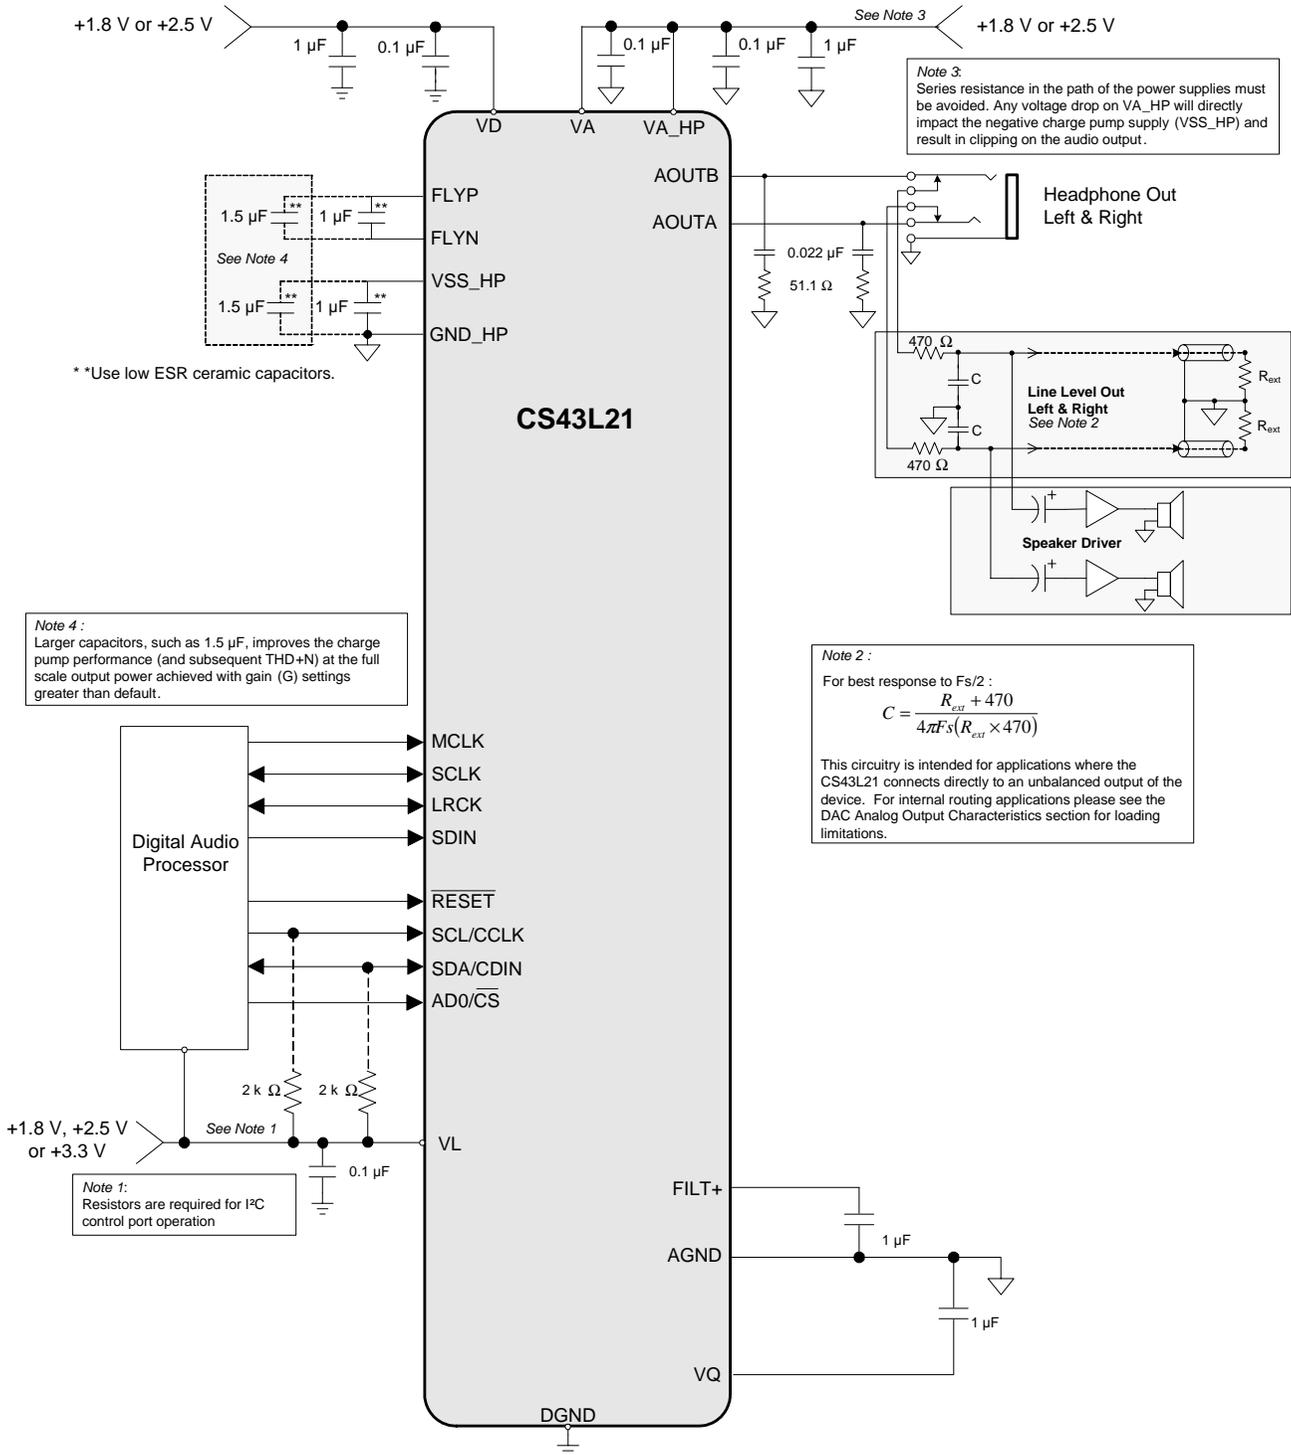 +1.8 V or +2.5 V
1 µF
0.1 µF
0.1 µF
0.1 µF
1 µF
See Note 3
+1.8 V or +2.5 V
Note 3:
Series resistance in the path of the power supplies must
be avoided. Any voltage drop on VA_HP will directly
impact the negative charge pump supply (VSS_HP) and
result in clipping on the audio output.
VD
VA
VA_HP
AOUTB
AOUTA
Headphone Out
Left & Right
0.022 µF
51.1 Ω
FLYP
FLYN
VSS_HP
GND_HP
1.5 µF
**
1 µF
**
See Note 4
1.5 µF
**
1 µF
**
* *Use low ESR ceramic capacitors.
CS43L21
470 Ω
C
C
470 Ω
Line Level Out
Left & Right
See Note 2
Rext
Rext
+
Speaker Driver
+
Note 4 :
Larger capacitors, such as 1.5 µF, improves the charge
pump performance (and subsequent THD+N) at the full
scale output power achieved with gain (G) settings
greater than default.
Note 2 :
For best response to Fs/2 :
C = (Rext + 470) / (4πFs(Rext × 470))
This circuitry is intended for applications where the
CS43L21 connects directly to an unbalanced output of the
device. For internal routing applications please see the
DAC Analog Output Characteristics section for loading
limitations.
Digital Audio
Processor
MCLK
SCLK
LRCK
SDIN
RESET
SCL/CCLK
SDA/CDIN
AD0/CS
2 k Ω
2 k Ω
+1.8 V, +2.5 V
or +3.3 V
See Note 1
VL
0.1 µF
Note 1:
Resistors are required for I²C
control port operation
FILT+
1 µF
AGND
1 µF
VQ
DGND